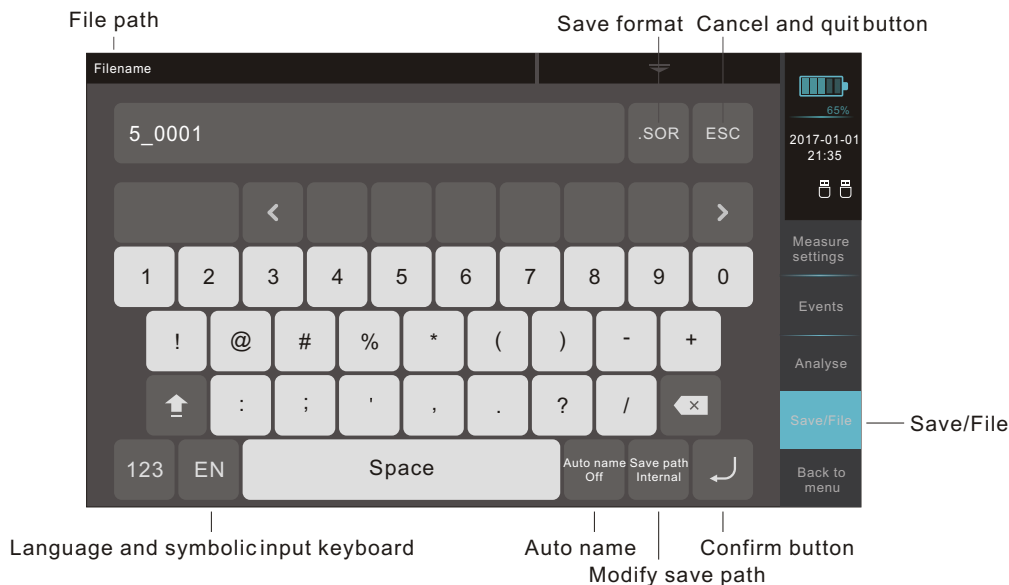 File path
Save format Cancel and quit button
Filename
65%
5_0001 .SOR ESC
2017-01-01
21:35
Measure
settings
1 2 3 4 5 6 7 8 9 0
Events
! @ # % * ( ) - +
Analyse
: ; ' , . ? /
Save/File
Save/File
123 EN Space
Auto name
Off
Save path
Internal
Back to
menu
Language and symbolic input keyboard
Auto name
Confirm button
Modify save path